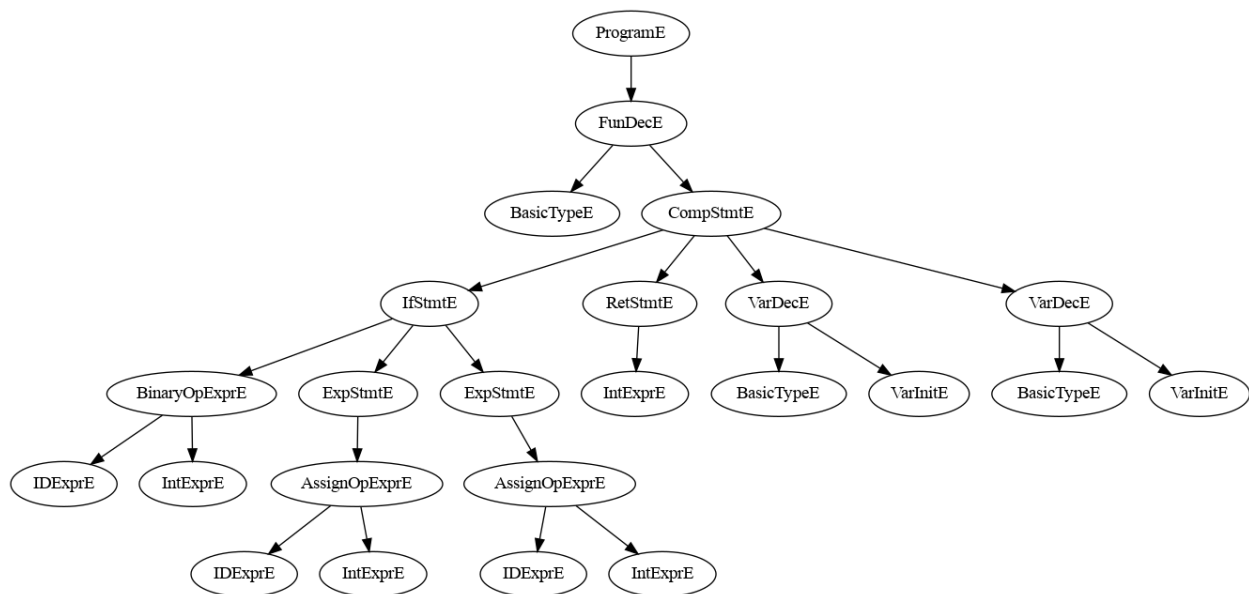 ProgramE
FunDecE
BasicTypeE
CompStmtE
IfStmtE
RetStmtE
VarDecE
VarDecE
BinaryOpExprE
ExpStmtE
ExpStmtE
IntExprE
BasicTypeE
VarInitE
BasicTypeE
VarInitE
IDExprE
IntExprE
AssignOpExprE
AssignOpExprE
IDExprE
IntExprE
IDExprE
IntExprE